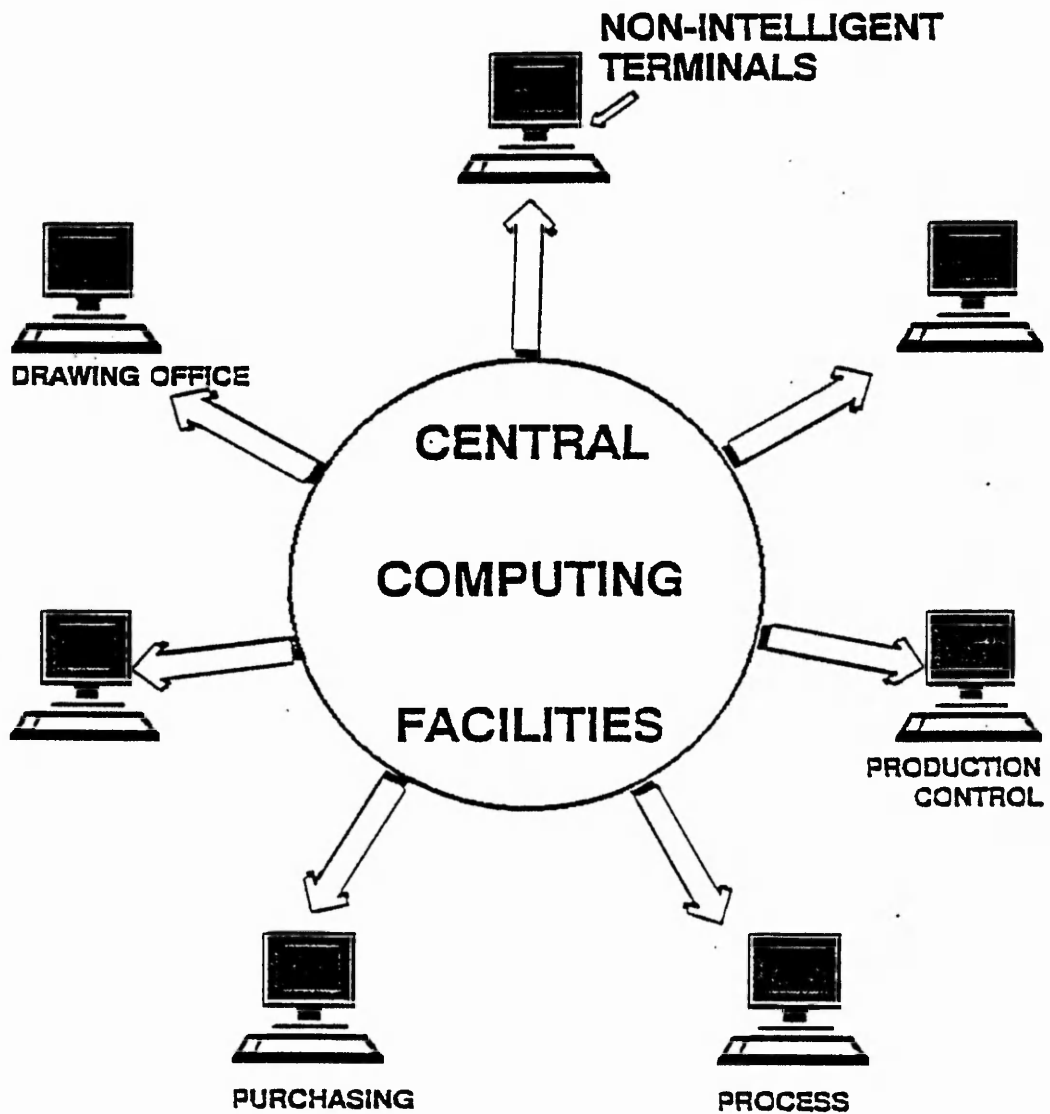 NON-INTELLIGENT
TERMINALS
DRAWING OFFICE
CENTRAL
COMPUTING
FACILITIES
PRODUCTION
CONTROL
PURCHASING
PROCESS